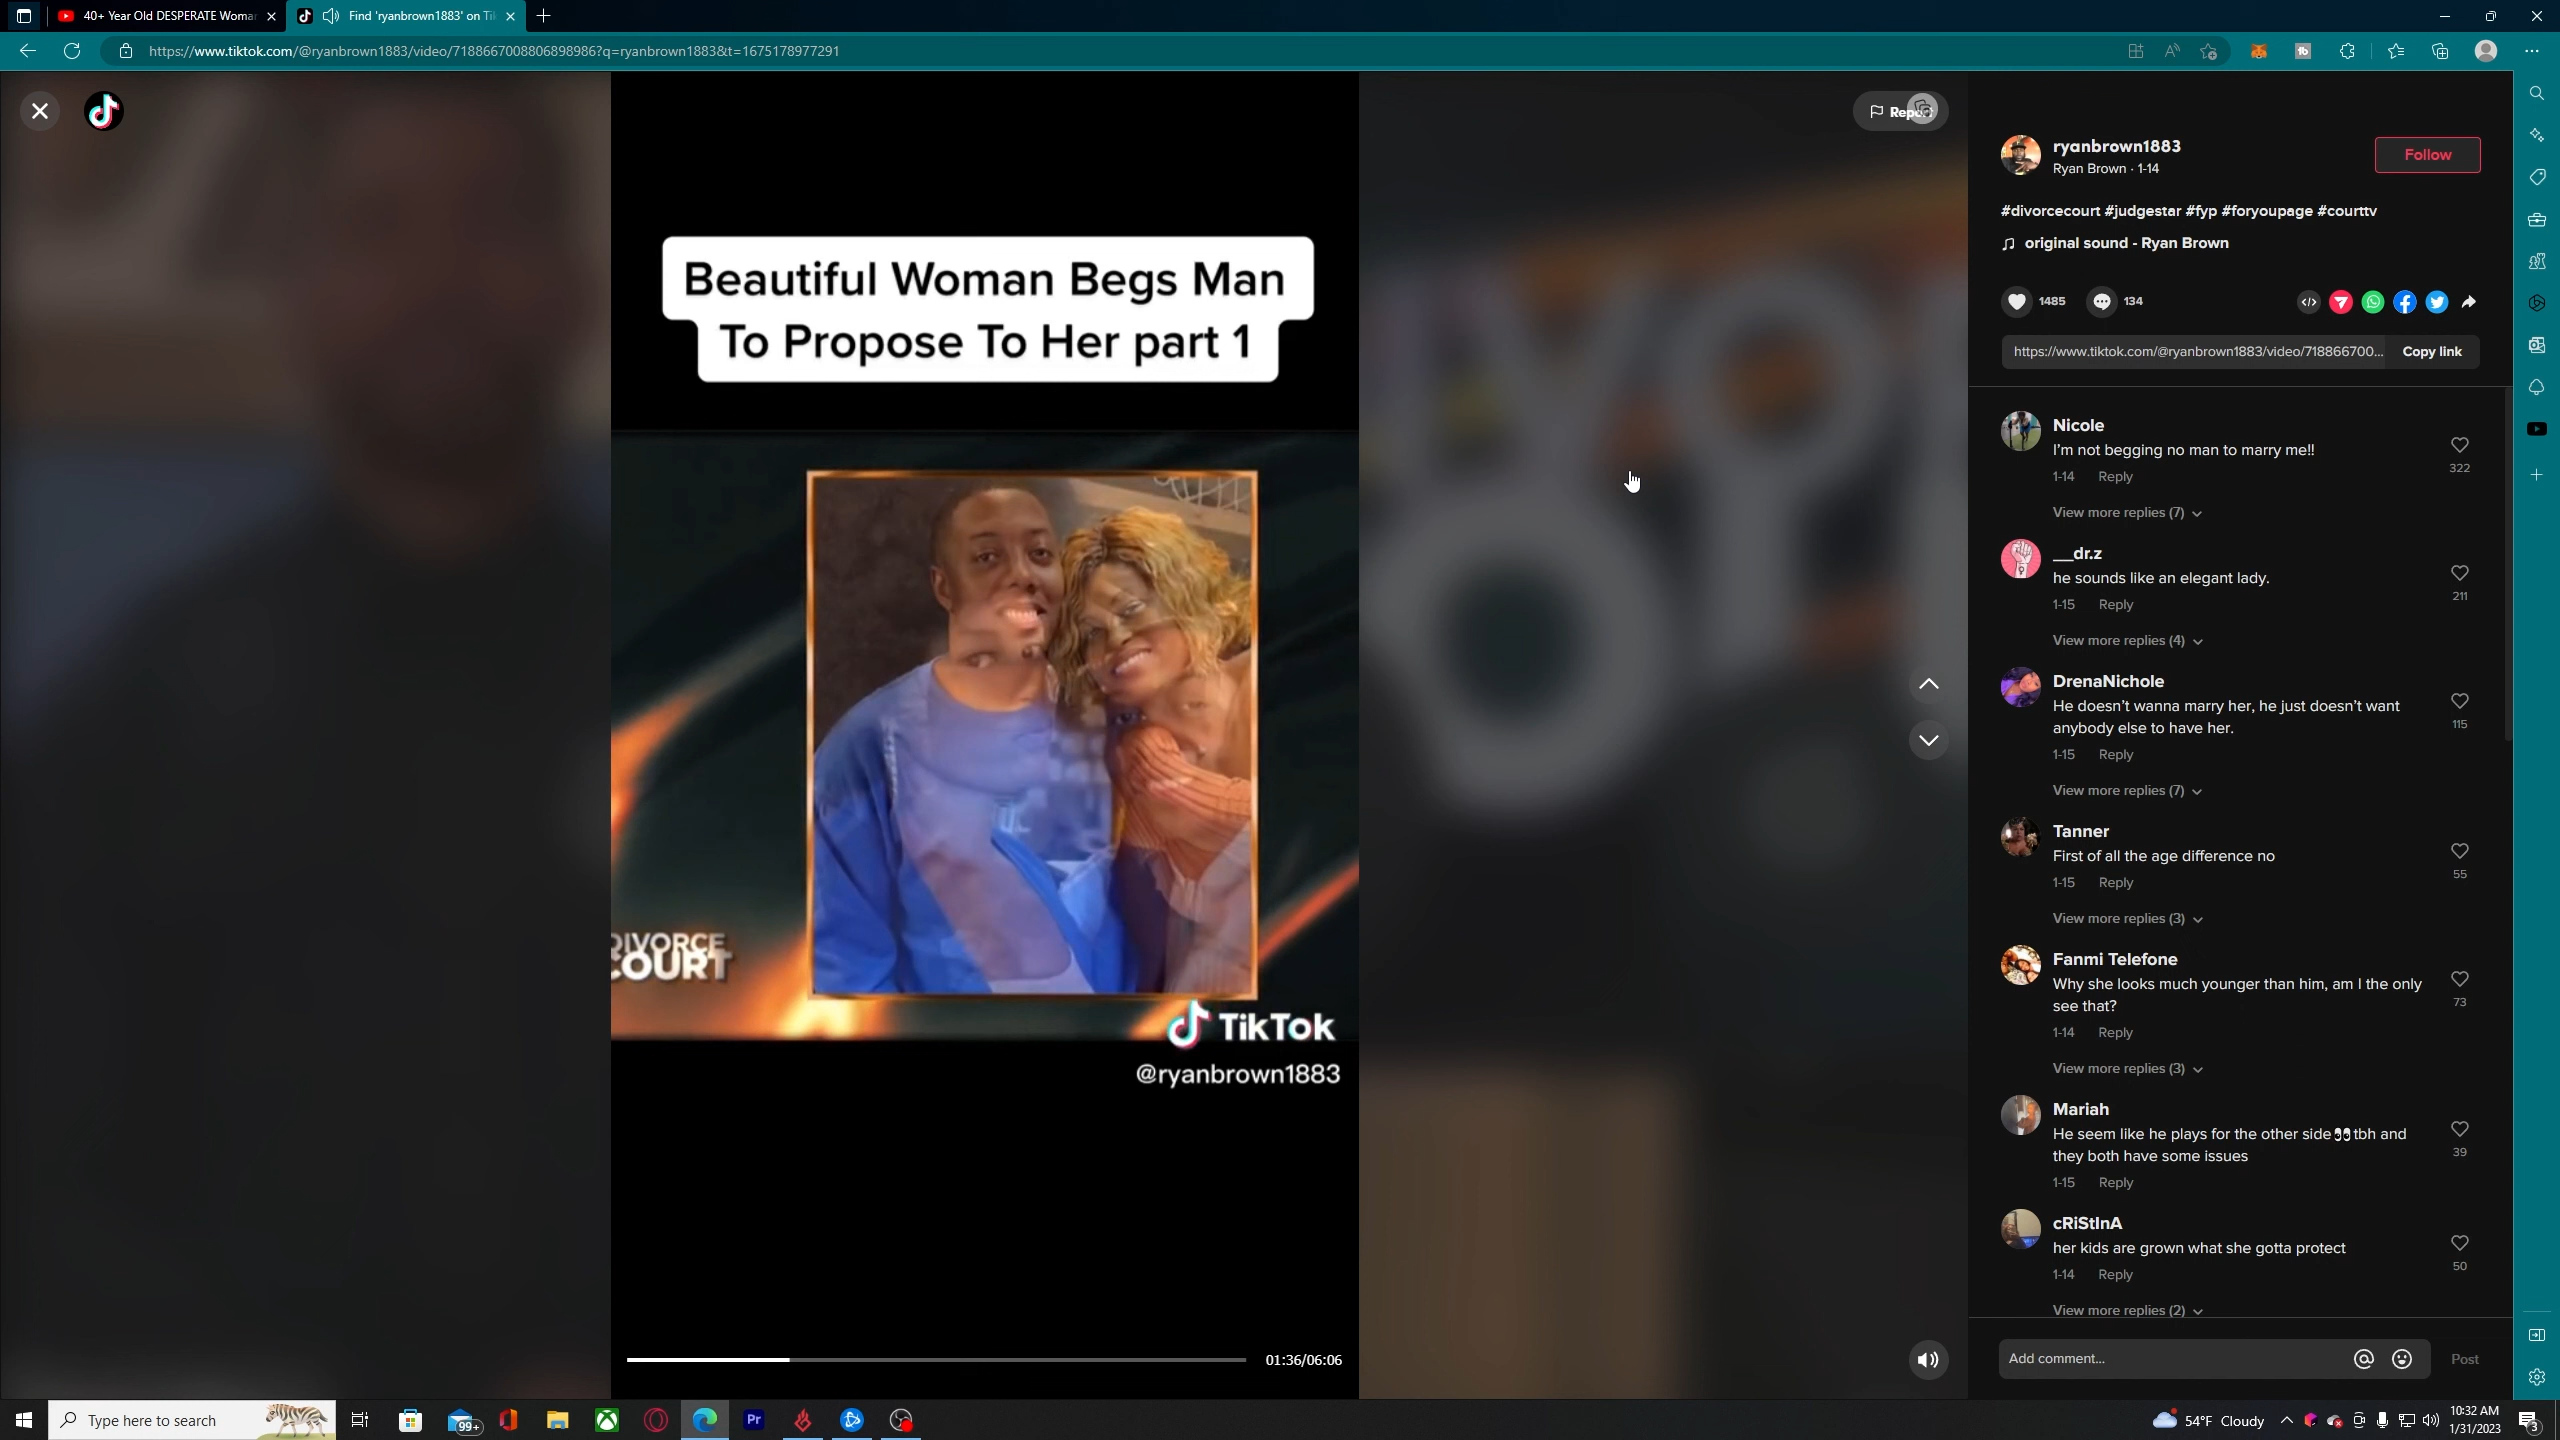 40+ Year Old DESPERATE Woma
Find 'ryanbrown1883' on Ti
https://www.tiktok.com/@ryanbrown1883/video/7188667008806898986?q=ryanbrown1883&t=1675178977291
Beautiful Woman Begs Man
To Propose To Her part 1
DIVORCE
COURT
TikTok
@ryanbrown1883
01:36/06:06
ryanbrown1883
Ryan Brown · 1-14
Follow
#divorcecourt #judgestar #fyp #foryoupage #courttv
original sound - Ryan Brown
1485
134
https://www.tiktok.com/@ryanbrown1883/video/718866700...
Copy link
Nicole
I'm not begging no man to marry me!!
322
1-14 Reply
View more replies (7)
__dr.z
he sounds like an elegant lady.
211
1-15 Reply
View more replies (4)
DrenaNichole
He doesn't wanna marry her, he just doesn't want
anybody else to have her.
115
1-15 Reply
View more replies (7)
Tanner
First of all the age difference no
55
1-15 Reply
View more replies (3)
Fanmi Telefone
Why she looks much younger than him, am I the only
see that?
73
1-14 Reply
View more replies (3)
Mariah
He seem like he plays for the other side👀tbh and
they both have some issues
39
1-15 Reply
cRiStInA
her kids are grown what she gotta protect
50
1-14 Reply
View more replies (2)
Add comment...
Post
Type here to search
99+
Pr
54°F Cloudy
10:32 AM
1/31/2023
3